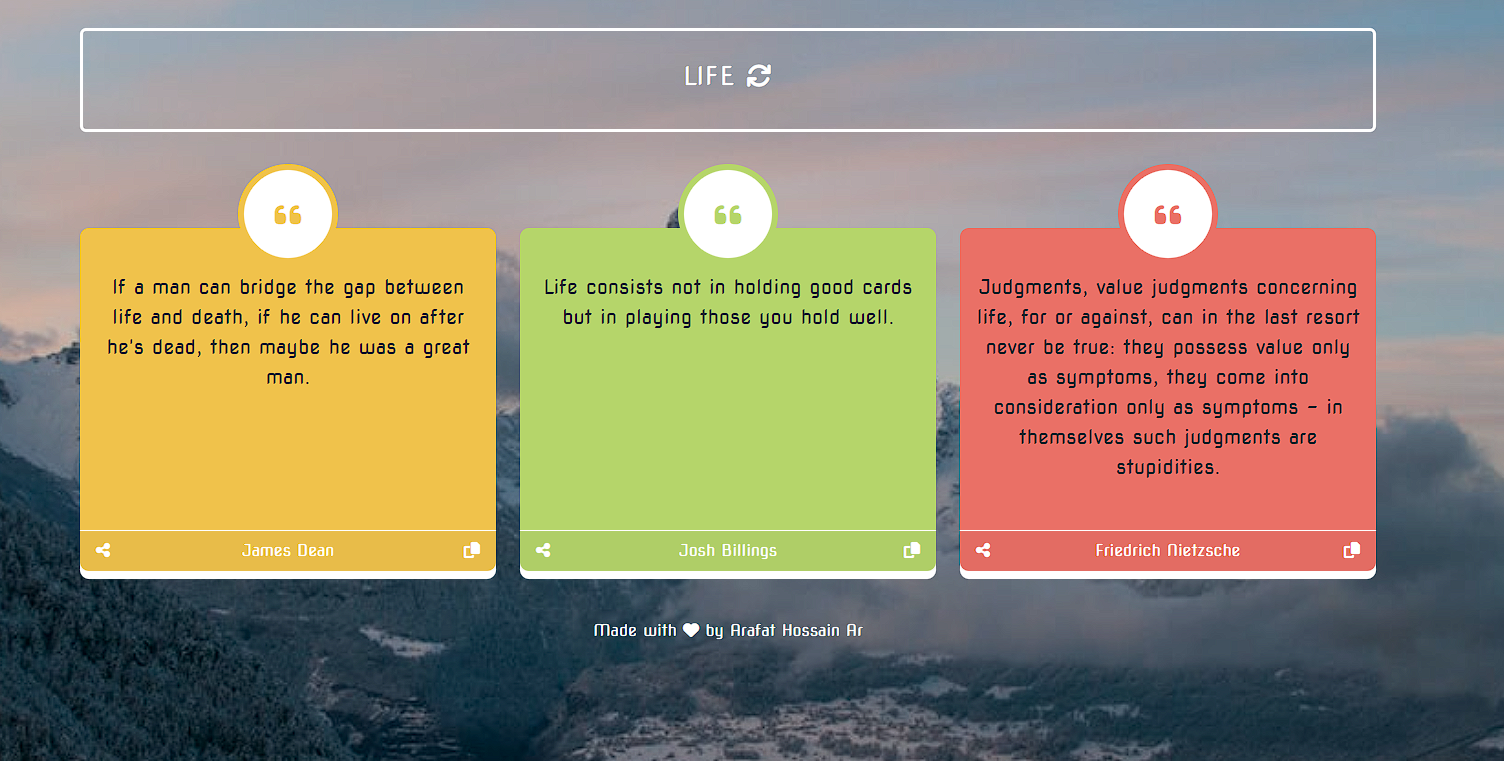 LIFE
If a man can bridge the gap between
life and death, if he can live on after
he's dead, then maybe he was a great
man.
James Dean
Life consists not in holding good cards
but in playing those you hold well.
Josh Billings
Judgments, value judgments concerning
life, for or against, can in the last resort
never be true: they possess value only
as symptoms, they come into
consideration only as symptoms - in
themselves such judgments are
stupidities.
Friedrich Nietzsche
Made with ♥ by Arafat Hossain Ar